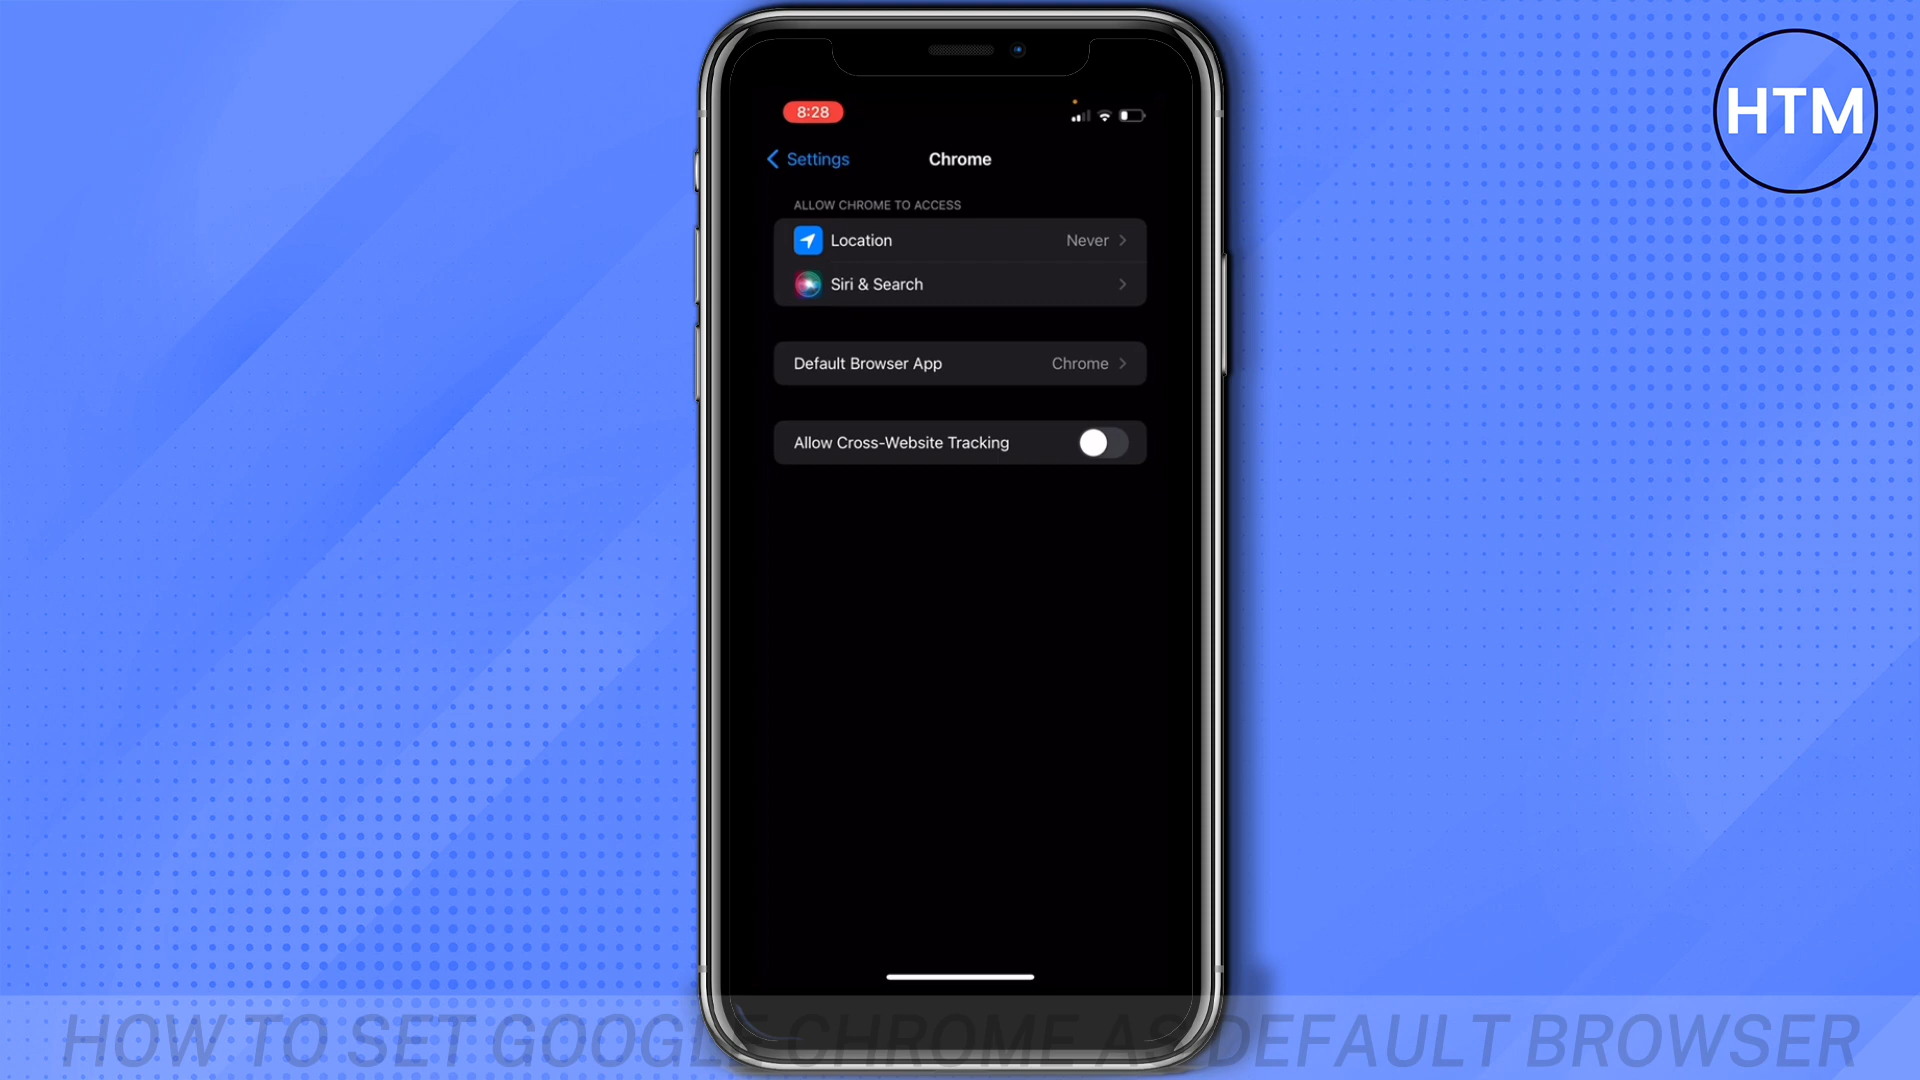 HTM
8:28
Settings
Chrome
ALLOW CHROME TO ACCESS
Location Never
Siri & Search
Default Browser App Chrome
Allow Cross-Website Tracking
HOW TO SET GOOGLE CHROME AS DEFAULT BROWSER